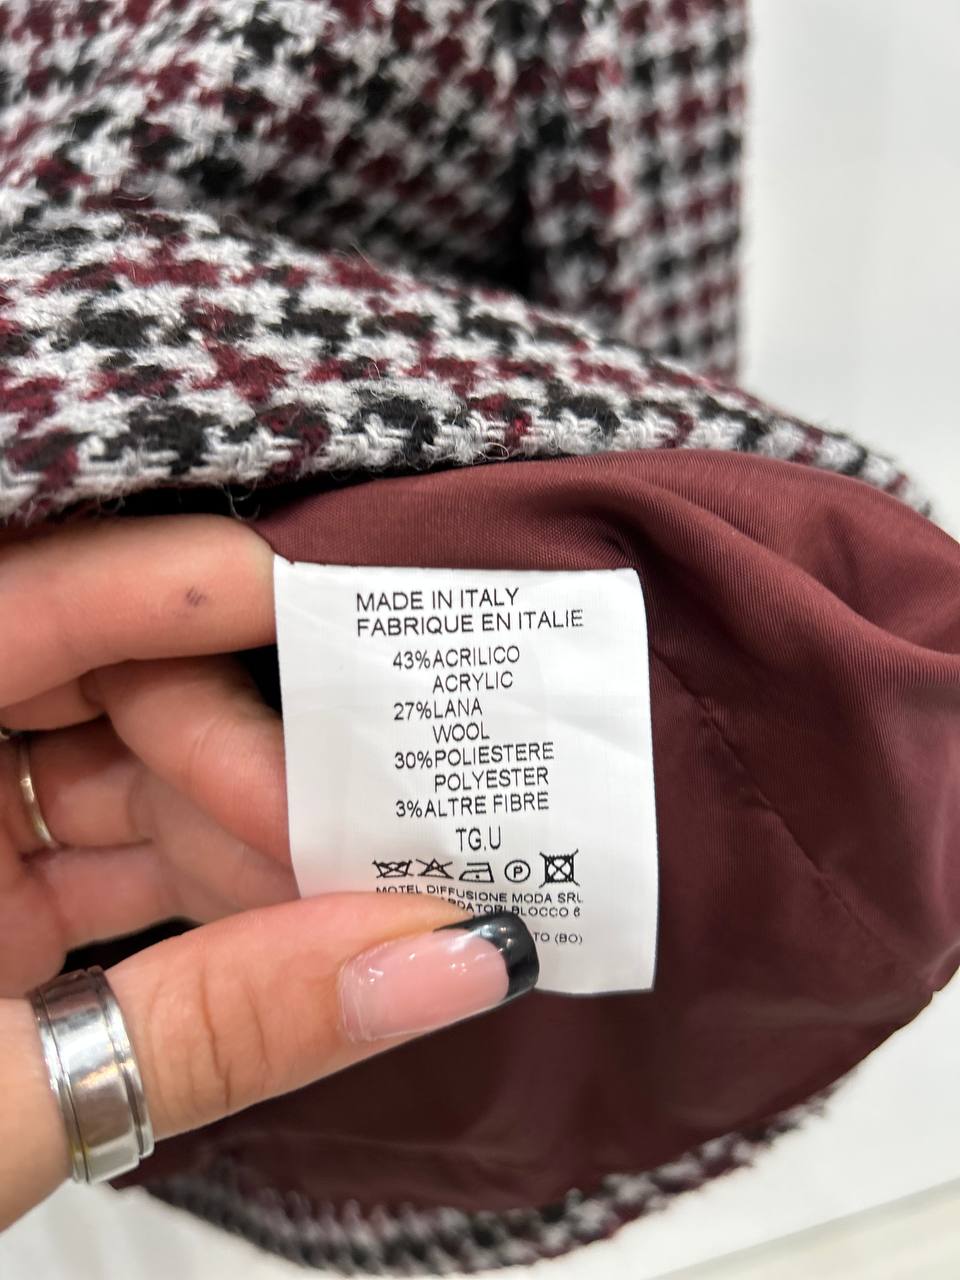 MADE IN ITALY
FABRIQUE EN ITALIE
43%ACRILICO
ACRYLIC
27%LANA
WOOL
30%POLIESTERE
POLYESTER
3%ALTRE FIBRE
TG.U
P
MOTEL DIFFUSIONE MODA SRL
BLOCCO 6
(BO)